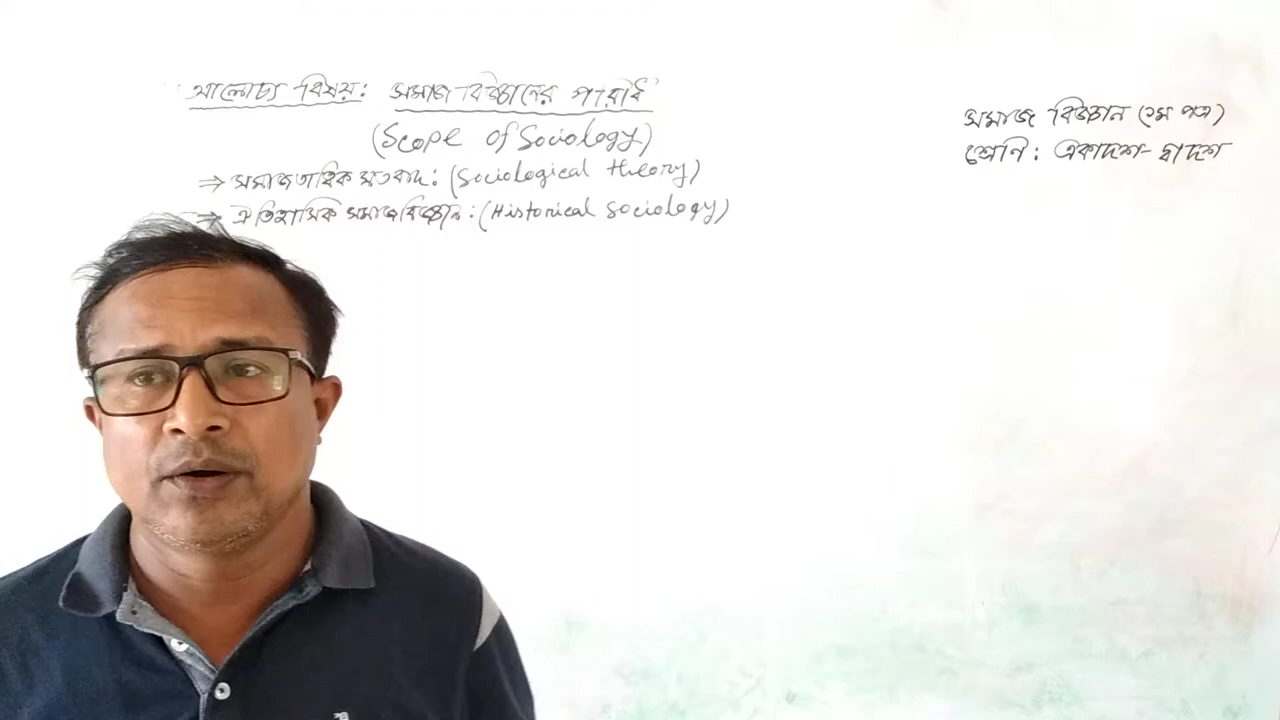 আলোচ্য বিষয়: সমাজবিজ্ঞানের পরিধি
(Scope of Sociology)
⇒ সমাজতাত্ত্বিক মতবাদ: (Sociological theory)
⇒ ঐতিহাসিক সমাজবিজ্ঞান: (Historical Sociology)
সমাজ বিজ্ঞান (১ম পত্র)
শ্রেণি: একাদশ-দ্বাদশ